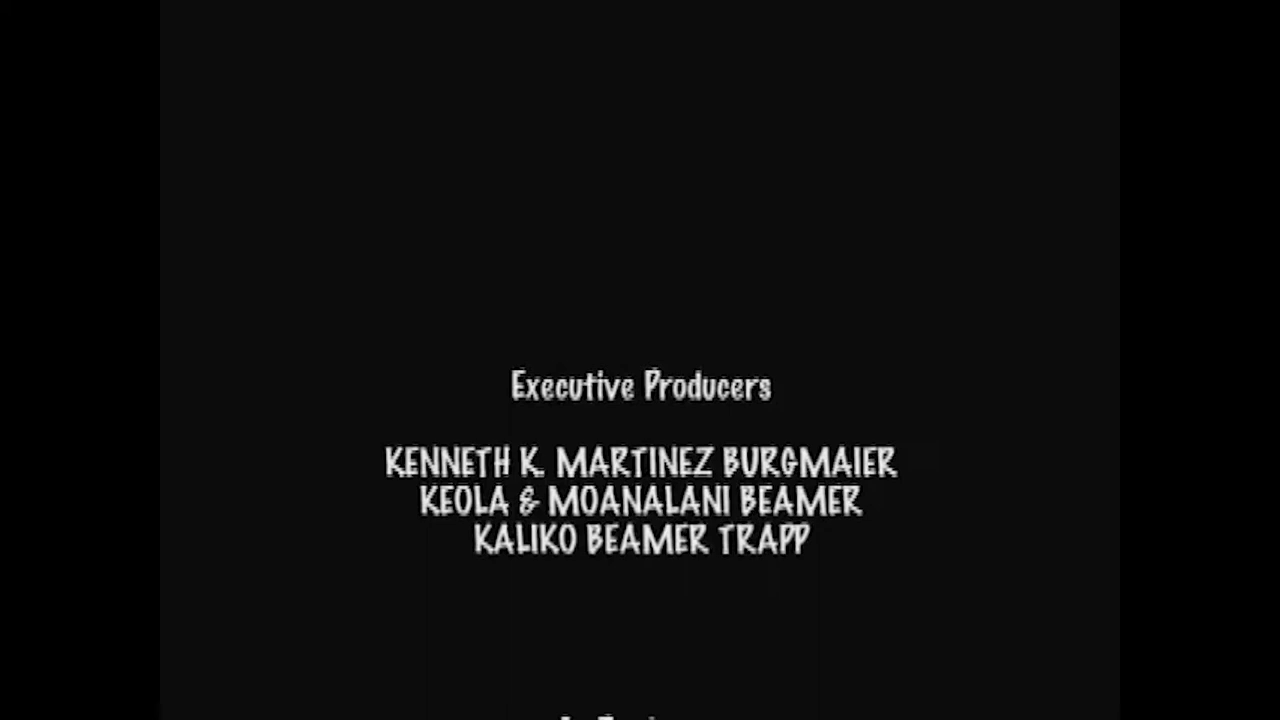 Executive Producers
KENNETH K. MARTINEZ BURGMAIER
KEOLA & MOANALANI BEAMER
KALIKO BEAMER TRAPP